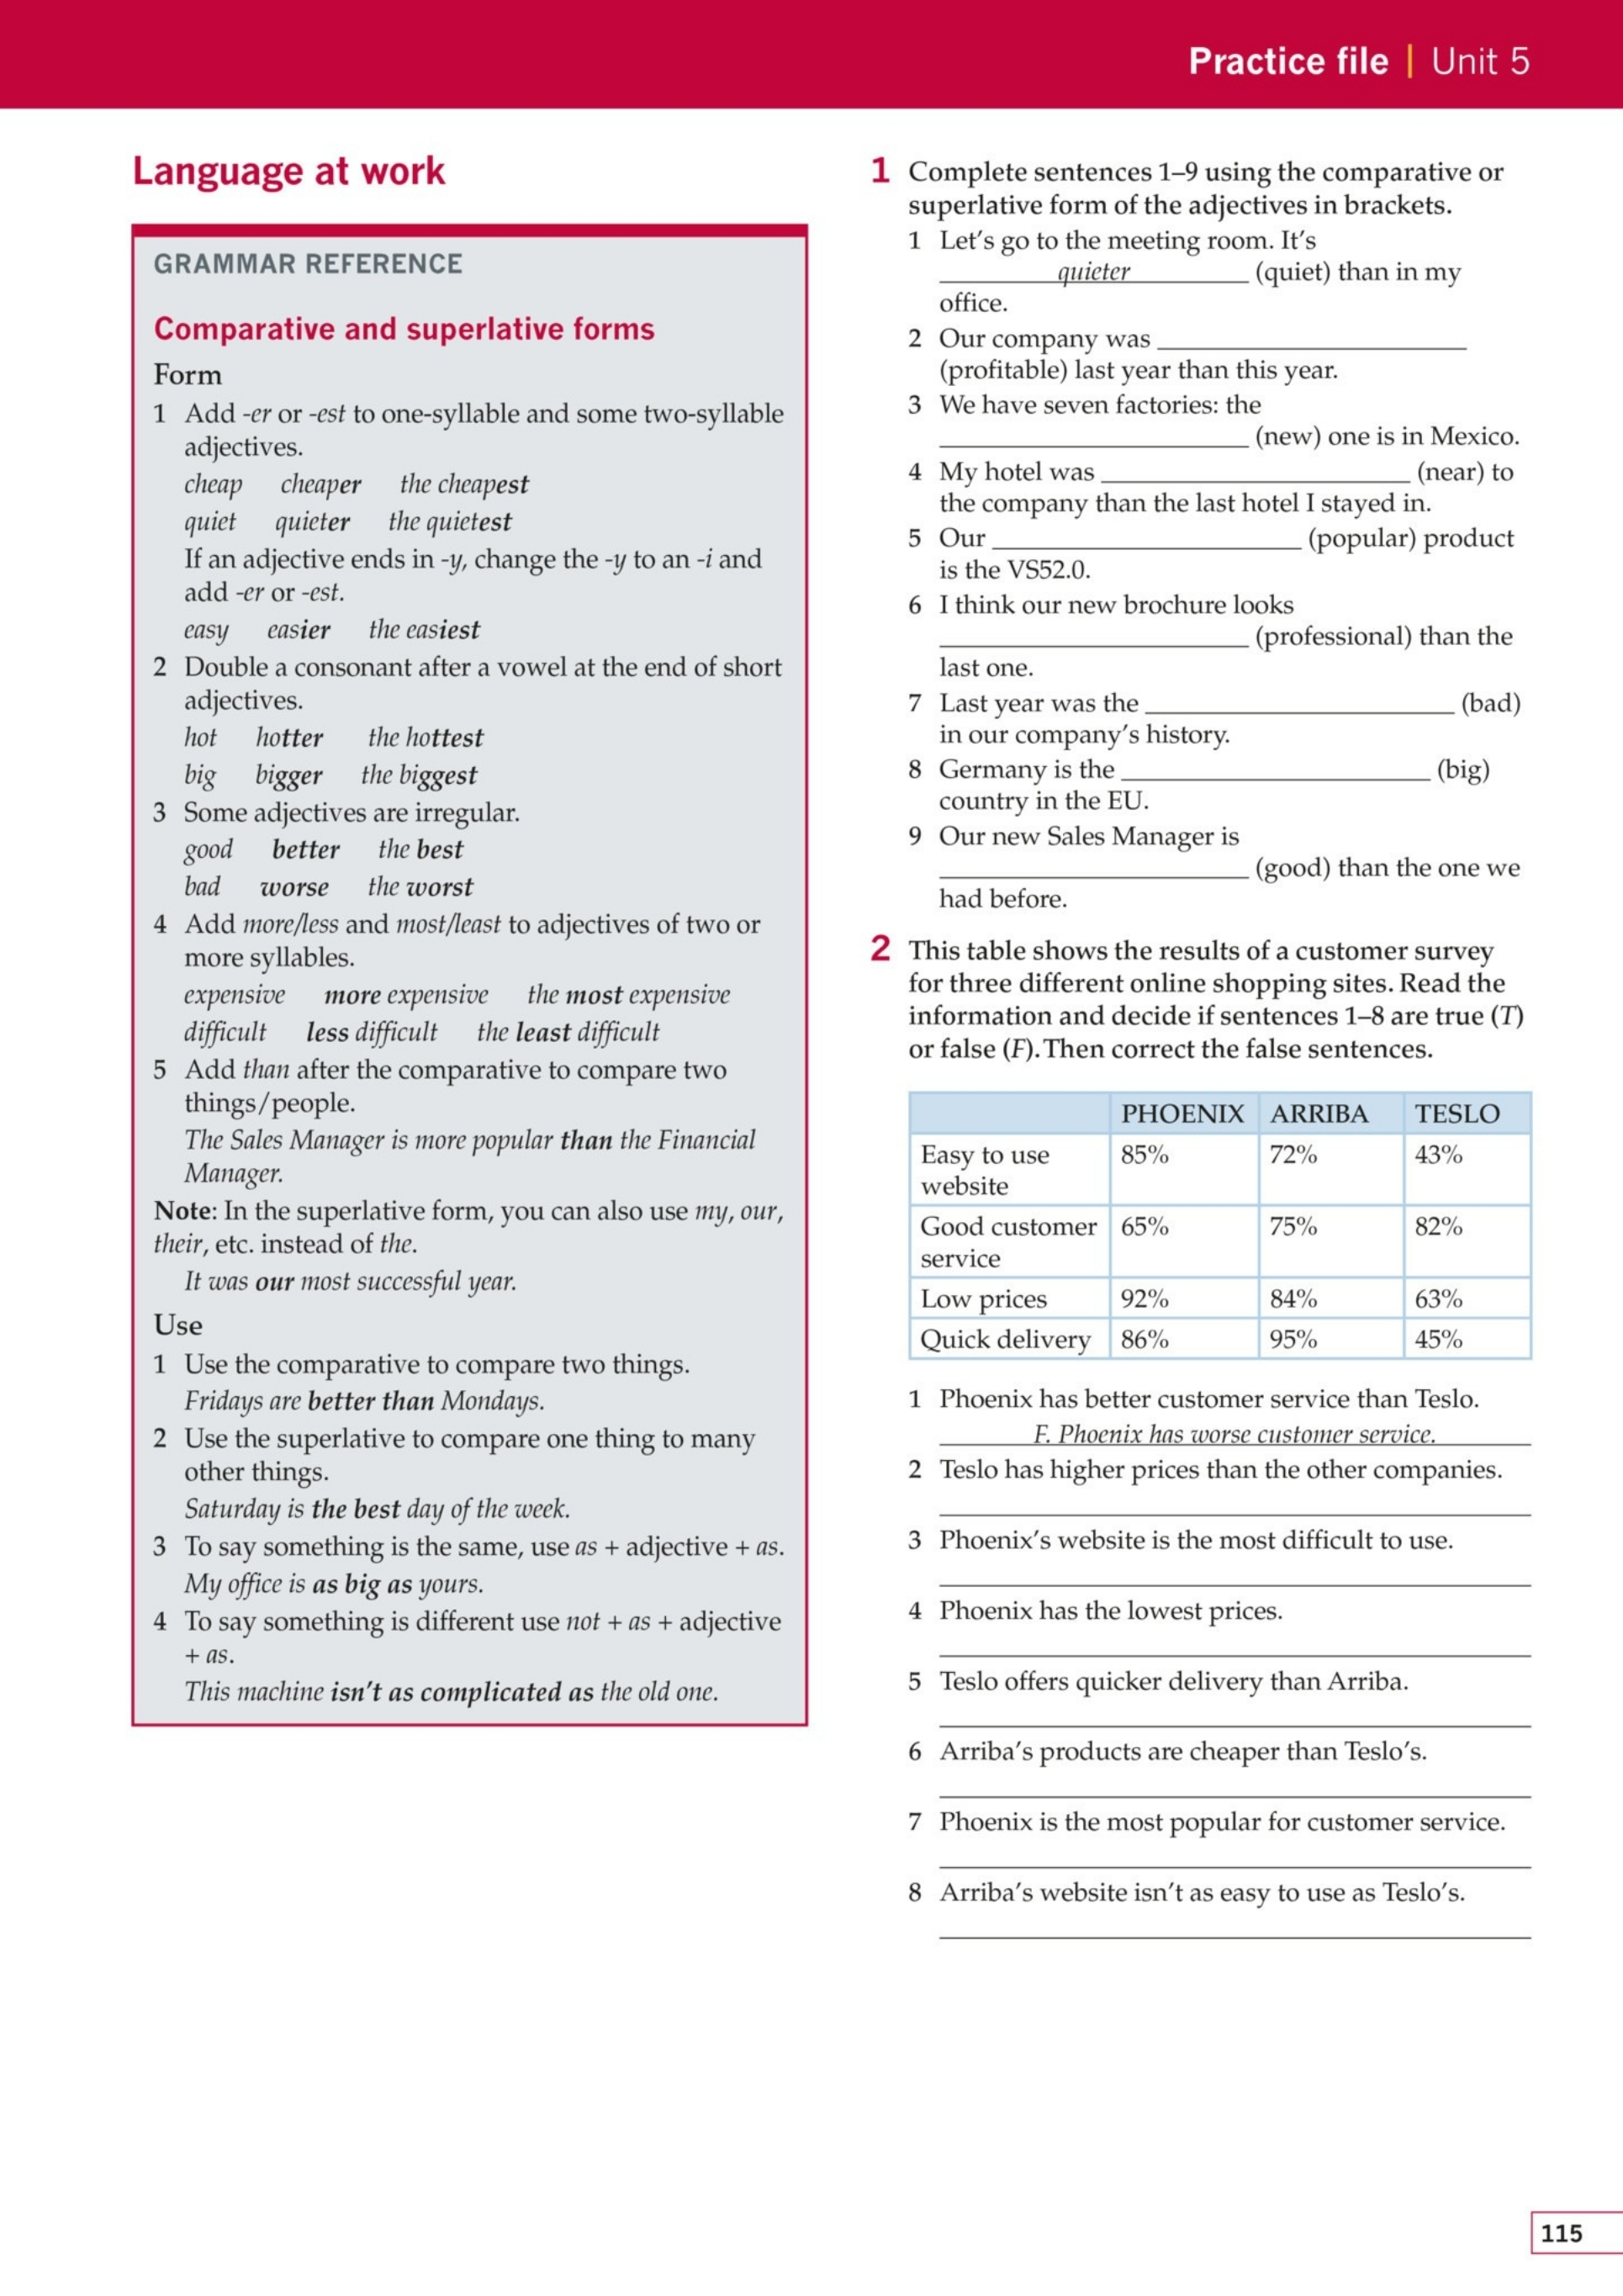 Practice file | Unit 5
Language at work
GRAMMAR REFERENCE
Comparative and superlative forms
Form
1 Add -er or -est to one-syllable and some two-syllable
adjectives.
cheap cheaper the cheapest
quiet quieter the quietest
If an adjective ends in -y, change the -y to an -i and
add -er or -est.
easy easier the easiest
2 Double a consonant after a vowel at the end of short
adjectives.
hot hotter the hottest
big bigger the biggest
3 Some adjectives are irregular.
good better the best
bad worse the worst
4 Add more/less and most/least to adjectives of two or
more syllables.
expensive more expensive the most expensive
difficult less difficult the least difficult
5 Add than after the comparative to compare two
things/people.
The Sales Manager is more popular than the Financial
Manager.
Note: In the superlative form, you can also use my, our,
their, etc. instead of the.
It was our most successful year.
Use
1 Use the comparative to compare two things.
Fridays are better than Mondays.
2 Use the superlative to compare one thing to many
other things.
Saturday is the best day of the week.
3 To say something is the same, use as + adjective + as.
My office is as big as yours.
4 To say something is different use not + as + adjective
+ as.
This machine isn't as complicated as the old one.
1 Complete sentences 1–9 using the comparative or
superlative form of the adjectives in brackets.
1 Let's go to the meeting room. It's
quieter (quiet) than in my
office.
2 Our company was
(profitable) last year than this year.
3 We have seven factories: the
(new) one is in Mexico.
4 My hotel was (near) to
the company than the last hotel I stayed in.
5 Our (popular) product
is the VS52.0.
6 I think our new brochure looks
(professional) than the
last one.
7 Last year was the (bad)
in our company's history.
8 Germany is the (big)
country in the EU.
9 Our new Sales Manager is
(good) than the one we
had before.
2 This table shows the results of a customer survey
for three different online shopping sites. Read the
information and decide if sentences 1–8 are true (T)
or false (F). Then correct the false sentences.
PHOENIX ARRIBA TESLO
Easy to use 85% 72% 43%
website
Good customer 65% 75% 82%
service
Low prices 92% 84% 63%
Quick delivery 86% 95% 45%
1 Phoenix has better customer service than Teslo.
F. Phoenix has worse customer service.
2 Teslo has higher prices than the other companies.
3 Phoenix's website is the most difficult to use.
4 Phoenix has the lowest prices.
5 Teslo offers quicker delivery than Arriba.
6 Arriba's products are cheaper than Teslo's.
7 Phoenix is the most popular for customer service.
8 Arriba's website isn't as easy to use as Teslo's.
115